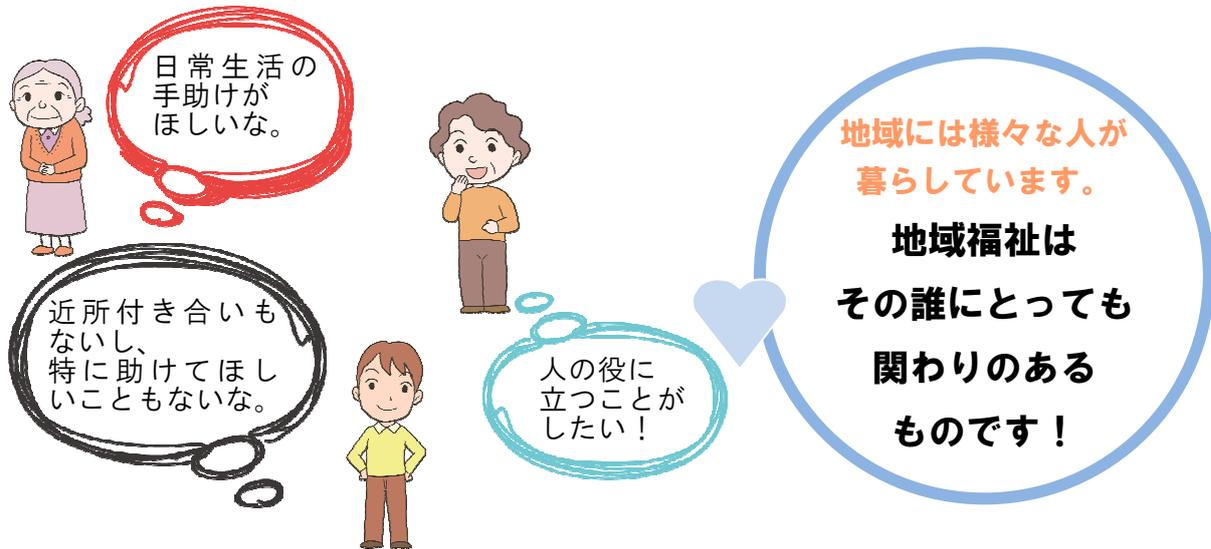 日常生活の
手助けが
ほしいな。
近所付き合いも
ないし、
特に助けてほし
いこともないな。
人の役に
立つことが
したい！
地域には様々な人が
暮らしています。
地域福祉は
その誰にとっても
関わりのある
ものです！